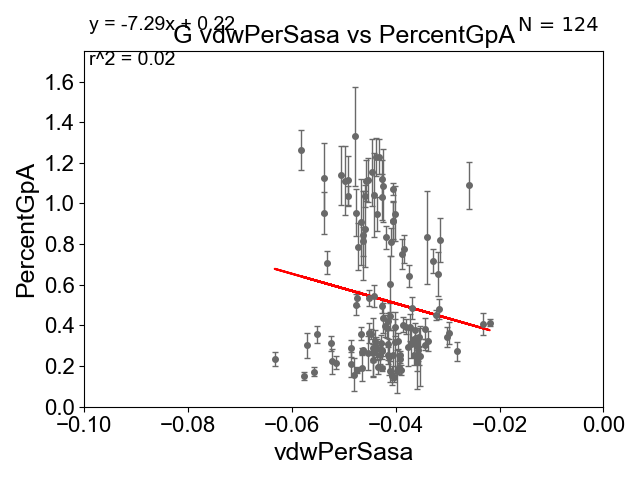 y = -7.29x + 0.22
N = 124
G vdwPerSasa vs PercentGpA
r^2 = 0.02
PercentGpA
1.6
1.4
1.2
1.0
0.8
0.6
0.4
0.2
0.0
−0.10
−0.08
−0.06
−0.04
−0.02
0.00
vdwPerSasa